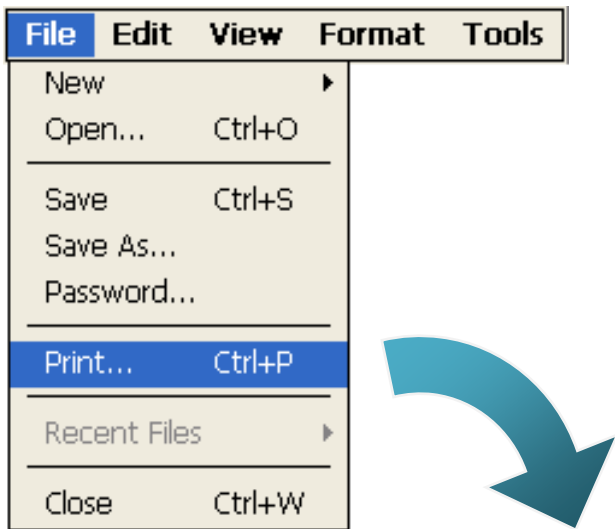 File Edit View Format Tools
New
Open... Ctrl+O
Save Ctrl+S
Save As...
Password...
Print... Ctrl+P
Recent Files
Close Ctrl+W